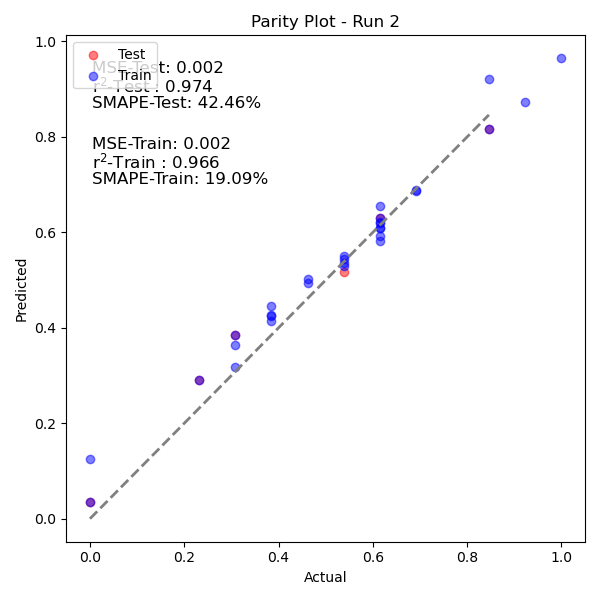 Parity Plot - Run 2
Test
Train
MSE-Test: 0.002
r²-Test : 0.974
SMAPE-Test: 42.46%
MSE-Train: 0.002
r²-Train : 0.966
SMAPE-Train: 19.09%
Predicted
1.0
0.8
0.6
0.4
0.2
0.0
0.0 0.2 0.4 0.6 0.8 1.0
Actual